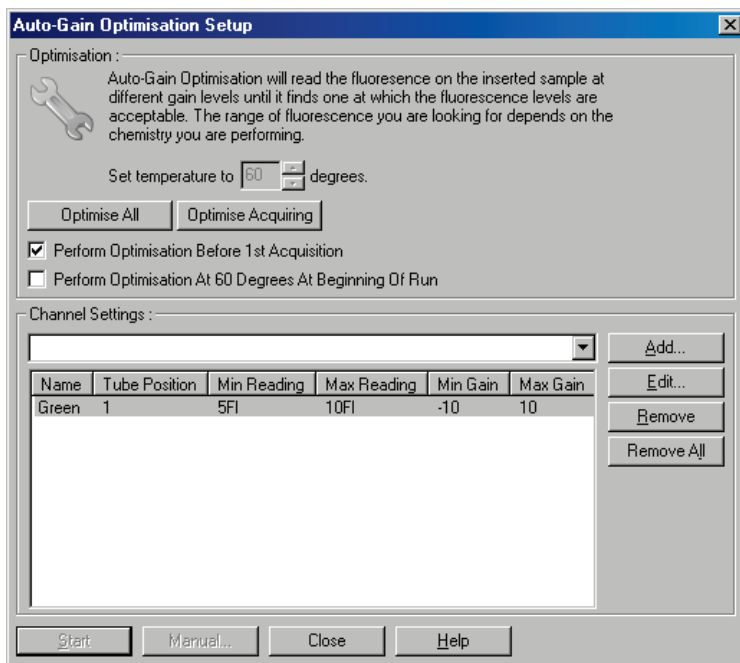 Auto-Gain Optimisation Setup
Optimisation :
Auto-Gain Optimisation will read the fluoresence on the inserted sample at
different gain levels until it finds one at which the fluorescence levels are
acceptable. The range of fluorescence you are looking for depends on the
chemistry you are performing.
Set temperature to 60 degrees.
Optimise All Optimise Acquiring
Perform Optimisation Before 1st Acquisition
Perform Optimisation At 60 Degrees At Beginning Of Run
Channel Settings :
Add...
Name Tube Position Min Reading Max Reading Min Gain Max Gain Edit...
Green 1 5Fl 10Fl -10 10
Remove
Remove All
Start Manual... Close Help